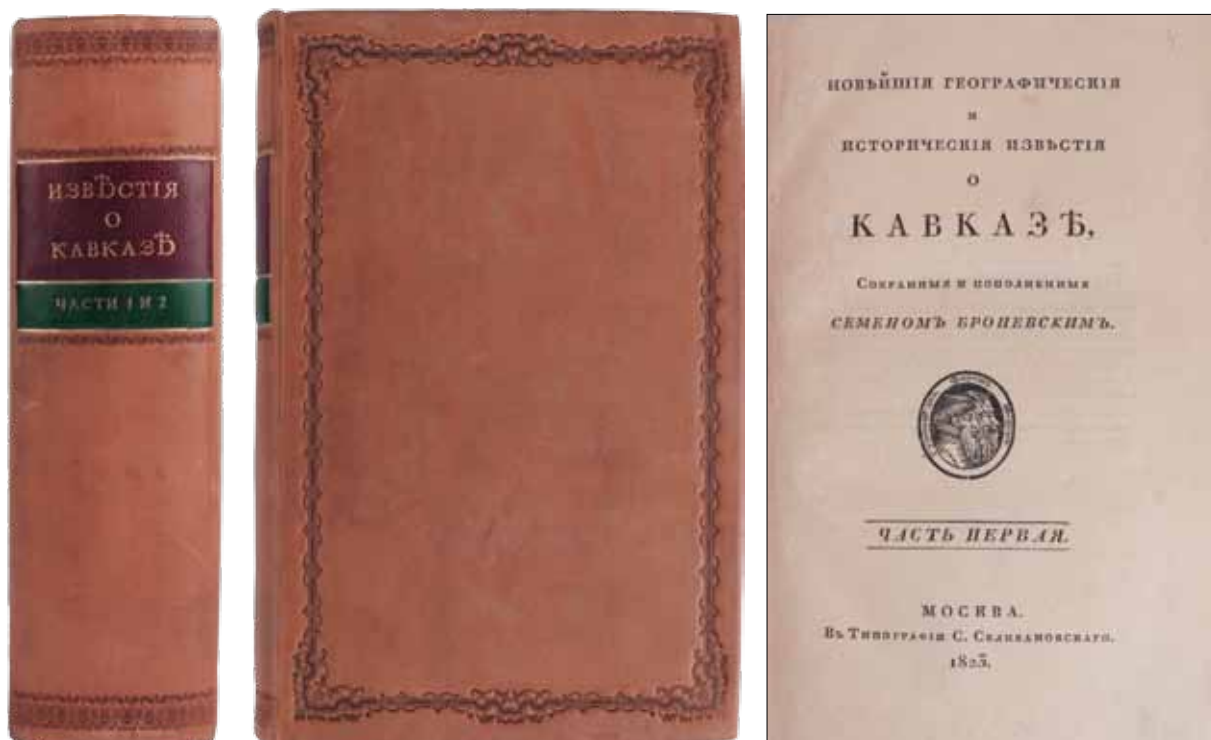 ИЗВѢСТІЯ
О
КАВКАЗѢ
ЧАСТИ 1 И 2
НОВѢЙШІЯ ГЕОГРАФИЧЕСКІЯ
И
ИСТОРИЧЕСКІЯ ИЗВѢСТІЯ
О
КАВКАЗѢ,
Собранныя и пополненныя
СЕМЕНОМЪ БРОНЕВСКИМЪ.
ЧАСТЬ ПЕРВАЯ.
МОСКВА.
Въ Типографіи С. Селивановскаго.
1823.